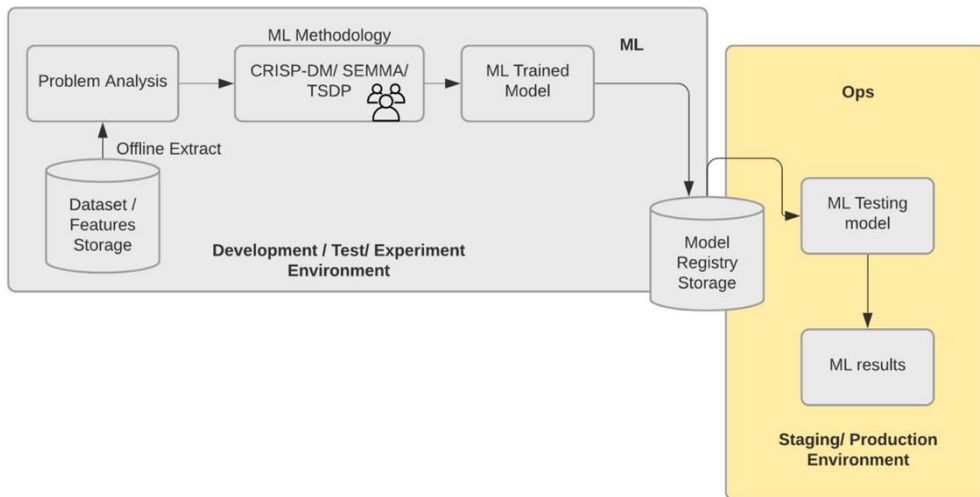 ML Methodology
ML
Problem Analysis
CRISP-DM/ SEMMA/
TSDP
ML Trained
Model
Offline Extract
Dataset /
Features
Storage
Development / Test/ Experiment
Environment
Model
Registry
Storage
Ops
ML Testing
model
ML results
Staging/ Production
Environment